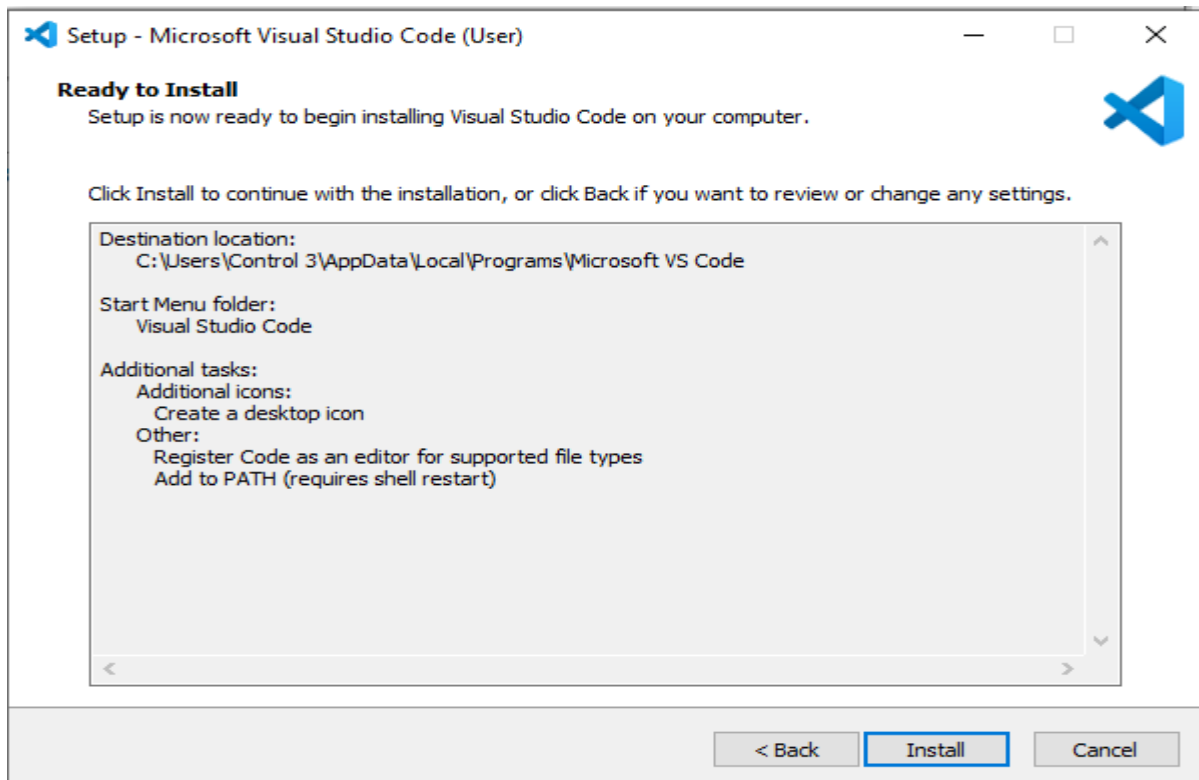 Setup - Microsoft Visual Studio Code (User)
Ready to Install
Setup is now ready to begin installing Visual Studio Code on your computer.
Click Install to continue with the installation, or click Back if you want to review or change any settings.
Destination location:
C:\Users\Control 3\AppData\Local\Programs\Microsoft VS Code
Start Menu folder:
Visual Studio Code
Additional tasks:
Additional icons:
Create a desktop icon
Other:
Register Code as an editor for supported file types
Add to PATH (requires shell restart)
< Back Install Cancel